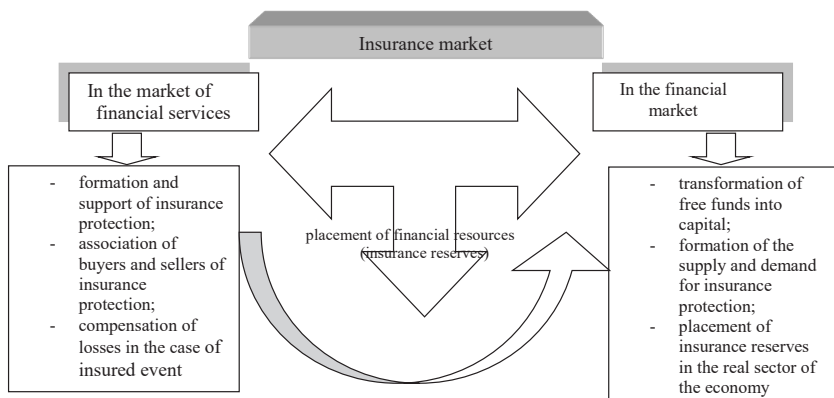 Insurance market
In the market of
financial services
In the financial
market
- formation and
support of insurance
protection;
- association of
buyers and sellers of
insurance
protection;
- compensation of
losses in the case of
insured event
placement of financial resources
(insurance reserves)
- transformation of
free funds into
capital;
- formation of the
supply and demand
for insurance
protection;
- placement of
insurance reserves
in the real sector of
the economy